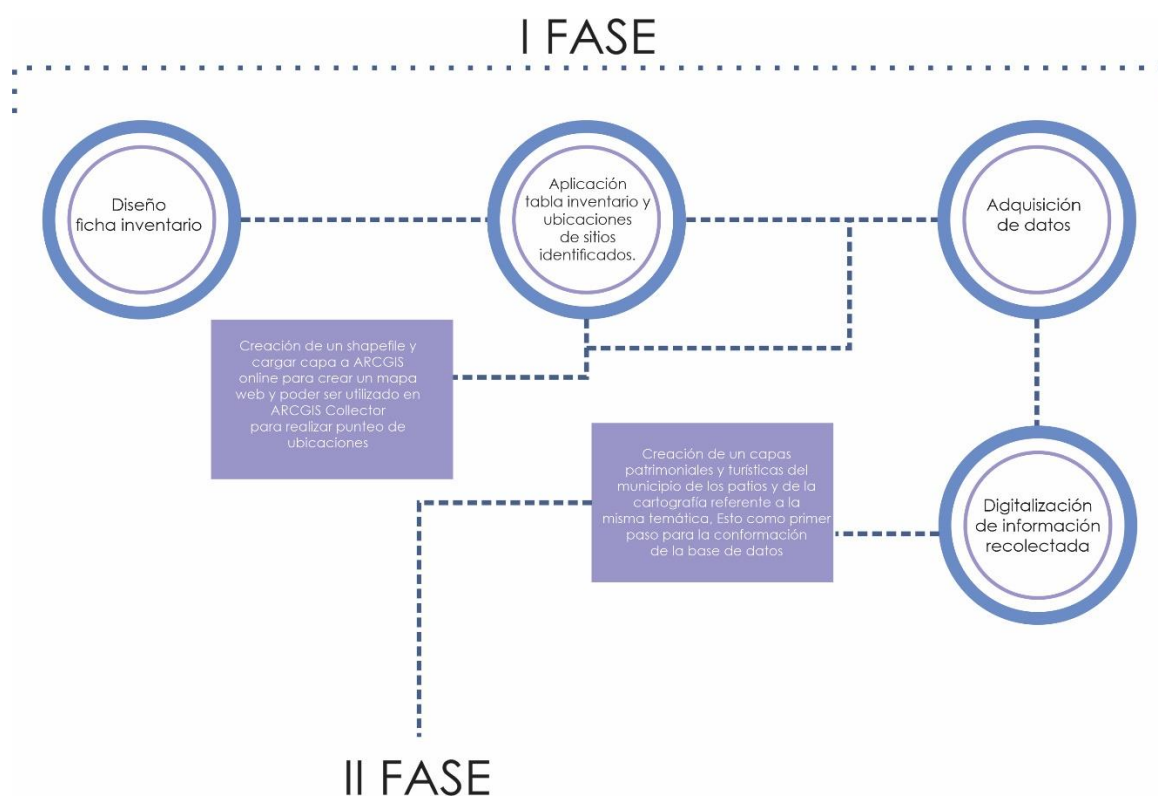 I FASE
Diseño
ficha inventario
Aplicación
tabla inventario y
ubicaciones
de sitios
identificados.
Adquisición
de datos
Creación de un shapefile y
cargar capa a ARCGIS
online para crear un mapa
web y poder ser utilizado en
ARCGIS Collector
para realizar punteo de
ubicaciones
Creación de un capas
patrimoniales y turísticas del
municipio de los patios y de la
cartografía referente a la
misma temática, Esto como primer
paso para la conformación
de la base de datos
Digitalización
de información
recolectada
II FASE